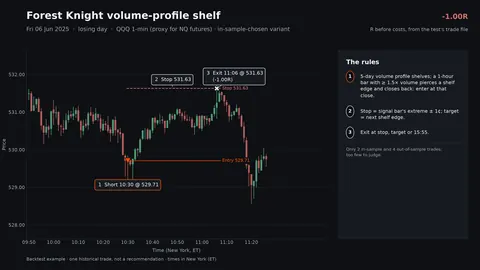 Forest Knight volume-profile shelf
-1.00R
Fri 06 Jun 2025 · losing day · QQQ 1-min (proxy for NQ futures) · in-sample-chosen variant
R before costs, from the test's trade file
532.00
531.00
530.00
529.00
528.00
Price
2 Stop 531.63
3 Exit 11:06 @ 531.63
(-1.00R)
Stop 531.63
Entry 529.71
1 Short 10:30 @ 529.71
09:50 10:00 10:10 10:20 10:30 10:40 10:50 11:00 11:10 11:20
Time (New York, ET)
The rules
1 5-day volume profile shelves; a 1-hour
bar with ≥ 1.5× volume pierces a shelf
edge and closes back; enter at that
close.
2 Stop = signal bar's extreme ± 1¢; target
= next shelf edge.
3 Exit at stop, target or 15:55.
Only 2 in-sample and 4 out-of-sample trades:
too few to judge.
Backtest example · one historical trade, not a recommendation · times in New York (ET)